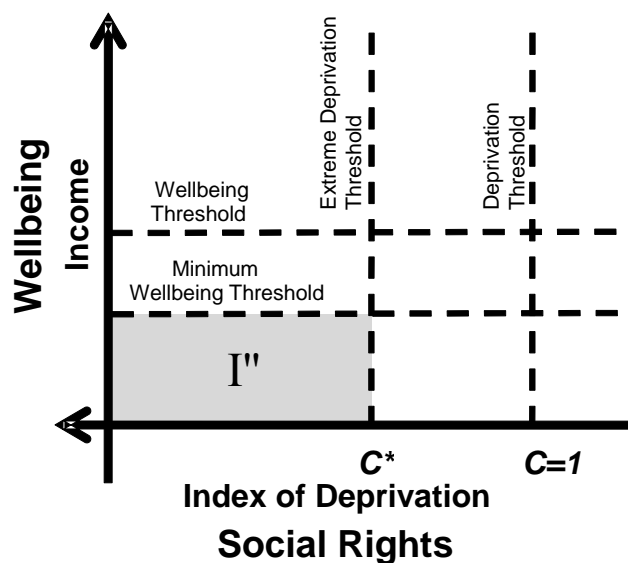 Wellbeing
Income
Wellbeing
Threshold
Minimum
Wellbeing Threshold
Extreme Deprivation
Threshold
Deprivation
Threshold
I"
C*
C=1
Index of Deprivation
Social Rights